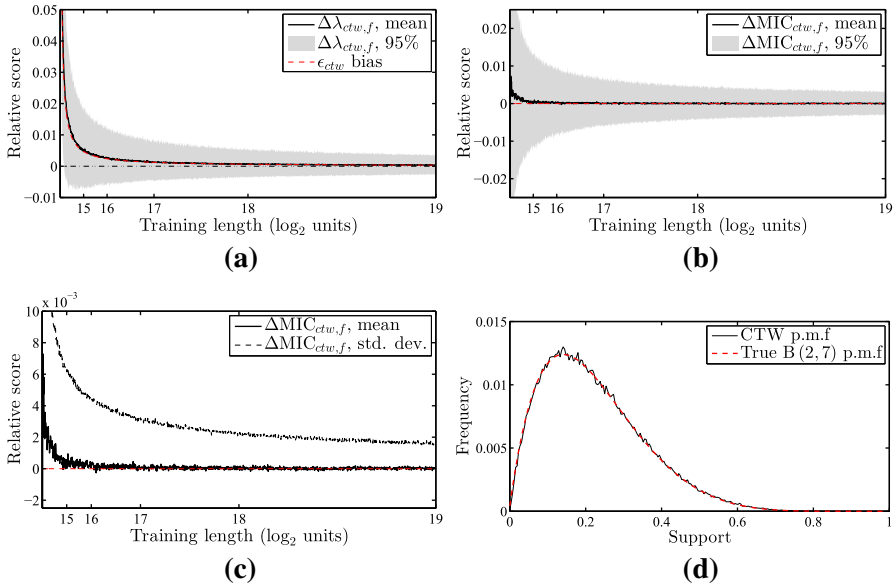 0.05
0.04
0.03
0.02
0.01
0
−0.01
Relative score
Δλ_{ctw,f}, mean
Δλ_{ctw,f}, 95%
ϵ_{ctw} bias
15 16 17 18 19
Training length (log₂ units)
(a)
0.02
0.01
0
−0.01
−0.02
Relative score
ΔMIC_{ctw,f}, mean
ΔMIC_{ctw,f}, 95%
15 16 17 18 19
Training length (log₂ units)
(b)
x 10⁻³
10
8
6
4
2
0
−2
Relative score
ΔMIC_{ctw,f}, mean
ΔMIC_{ctw,f}, std. dev.
15 16 17 18 19
Training length (log₂ units)
(c)
0.015
0.01
0.005
0
Frequency
CTW p.m.f
True B (2, 7) p.m.f
0 0.2 0.4 0.6 0.8 1
Support
(d)